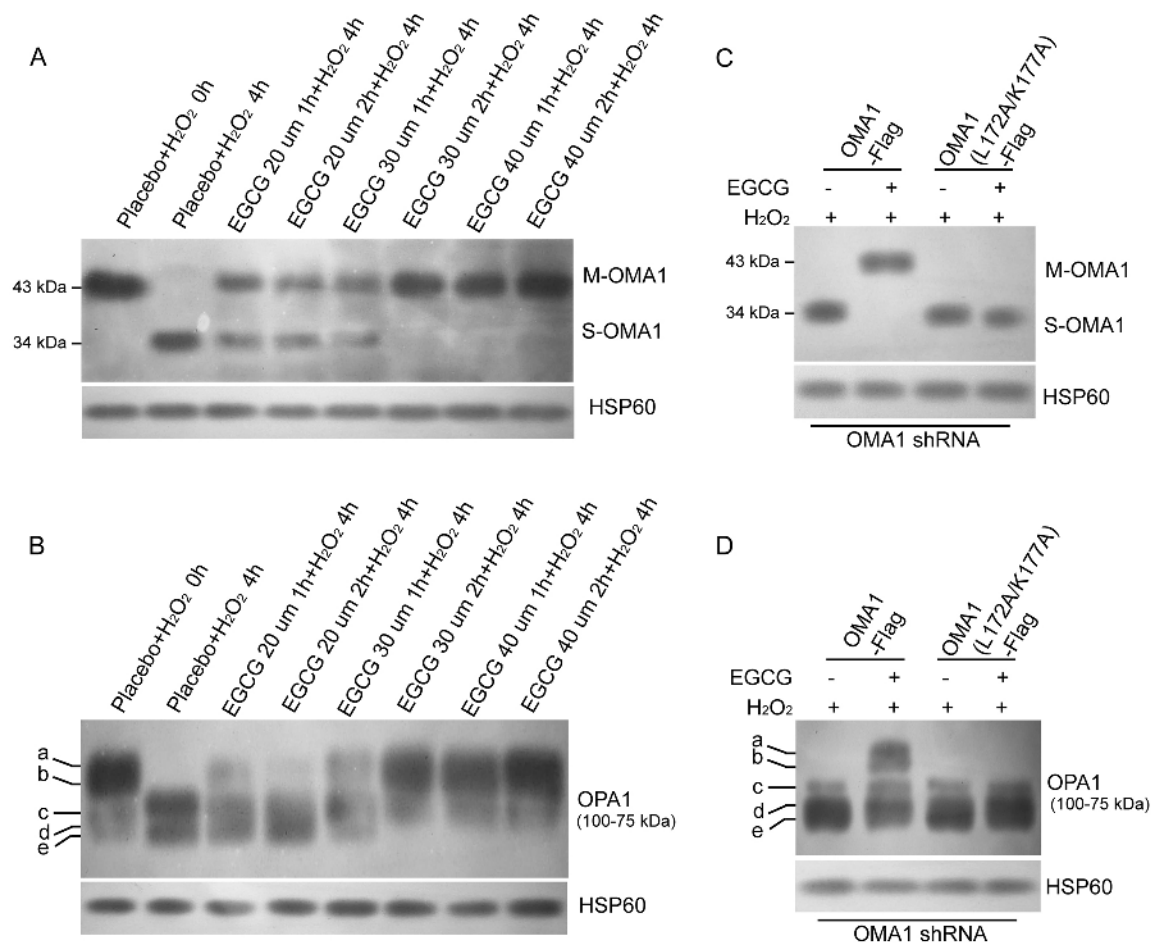 A
Placebo+H₂O₂ 0h
Placebo+H₂O₂ 4h
EGCG 20 um 1h+H₂O₂ 4h
EGCG 20 um 2h+H₂O₂ 4h
EGCG 30 um 1h+H₂O₂ 4h
EGCG 30 um 2h+H₂O₂ 4h
EGCG 40 um 1h+H₂O₂ 4h
EGCG 40 um 2h+H₂O₂ 4h
43 kDa
34 kDa
M-OMA1
S-OMA1
HSP60
C
OMA1
-Flag
OMA1
(L172A/K177A)
-Flag
EGCG - + - +
H₂O₂ + + + +
43 kDa
34 kDa
M-OMA1
S-OMA1
HSP60
OMA1 shRNA
B
Placebo+H₂O₂ 0h
Placebo+H₂O₂ 4h
EGCG 20 um 1h+H₂O₂ 4h
EGCG 20 um 2h+H₂O₂ 4h
EGCG 30 um 1h+H₂O₂ 4h
EGCG 30 um 2h+H₂O₂ 4h
EGCG 40 um 1h+H₂O₂ 4h
EGCG 40 um 2h+H₂O₂ 4h
a
b
c
d
e
OPA1
(100-75 kDa)
HSP60
D
OMA1
-Flag
OMA1
(L172A/K177A)
-Flag
EGCG - + - +
H₂O₂ + + + +
a
b
c
d
e
OPA1
(100-75 kDa)
HSP60
OMA1 shRNA